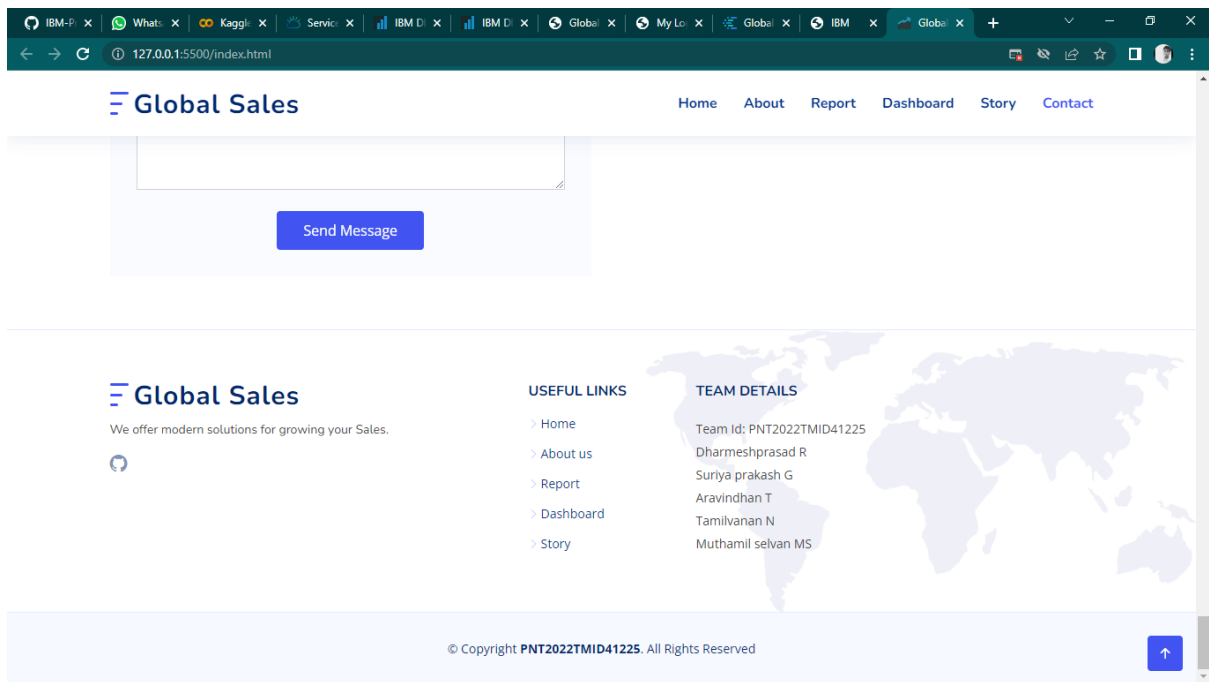 IBM-P Whats Kaggle Service IBM D IBM D Global My Lo Global IBM Global
127.0.0.1:5500/index.html
Global Sales Home About Report Dashboard Story Contact
Send Message
Global Sales
We offer modern solutions for growing your Sales.
USEFUL LINKS
Home
About us
Report
Dashboard
Story
TEAM DETAILS
Team Id: PNT2022TMID41225
Dharmeshprasad R
Suriya prakash G
Aravindhan T
Tamilvanan N
Muthamil selvan MS
© Copyright PNT2022TMID41225. All Rights Reserved